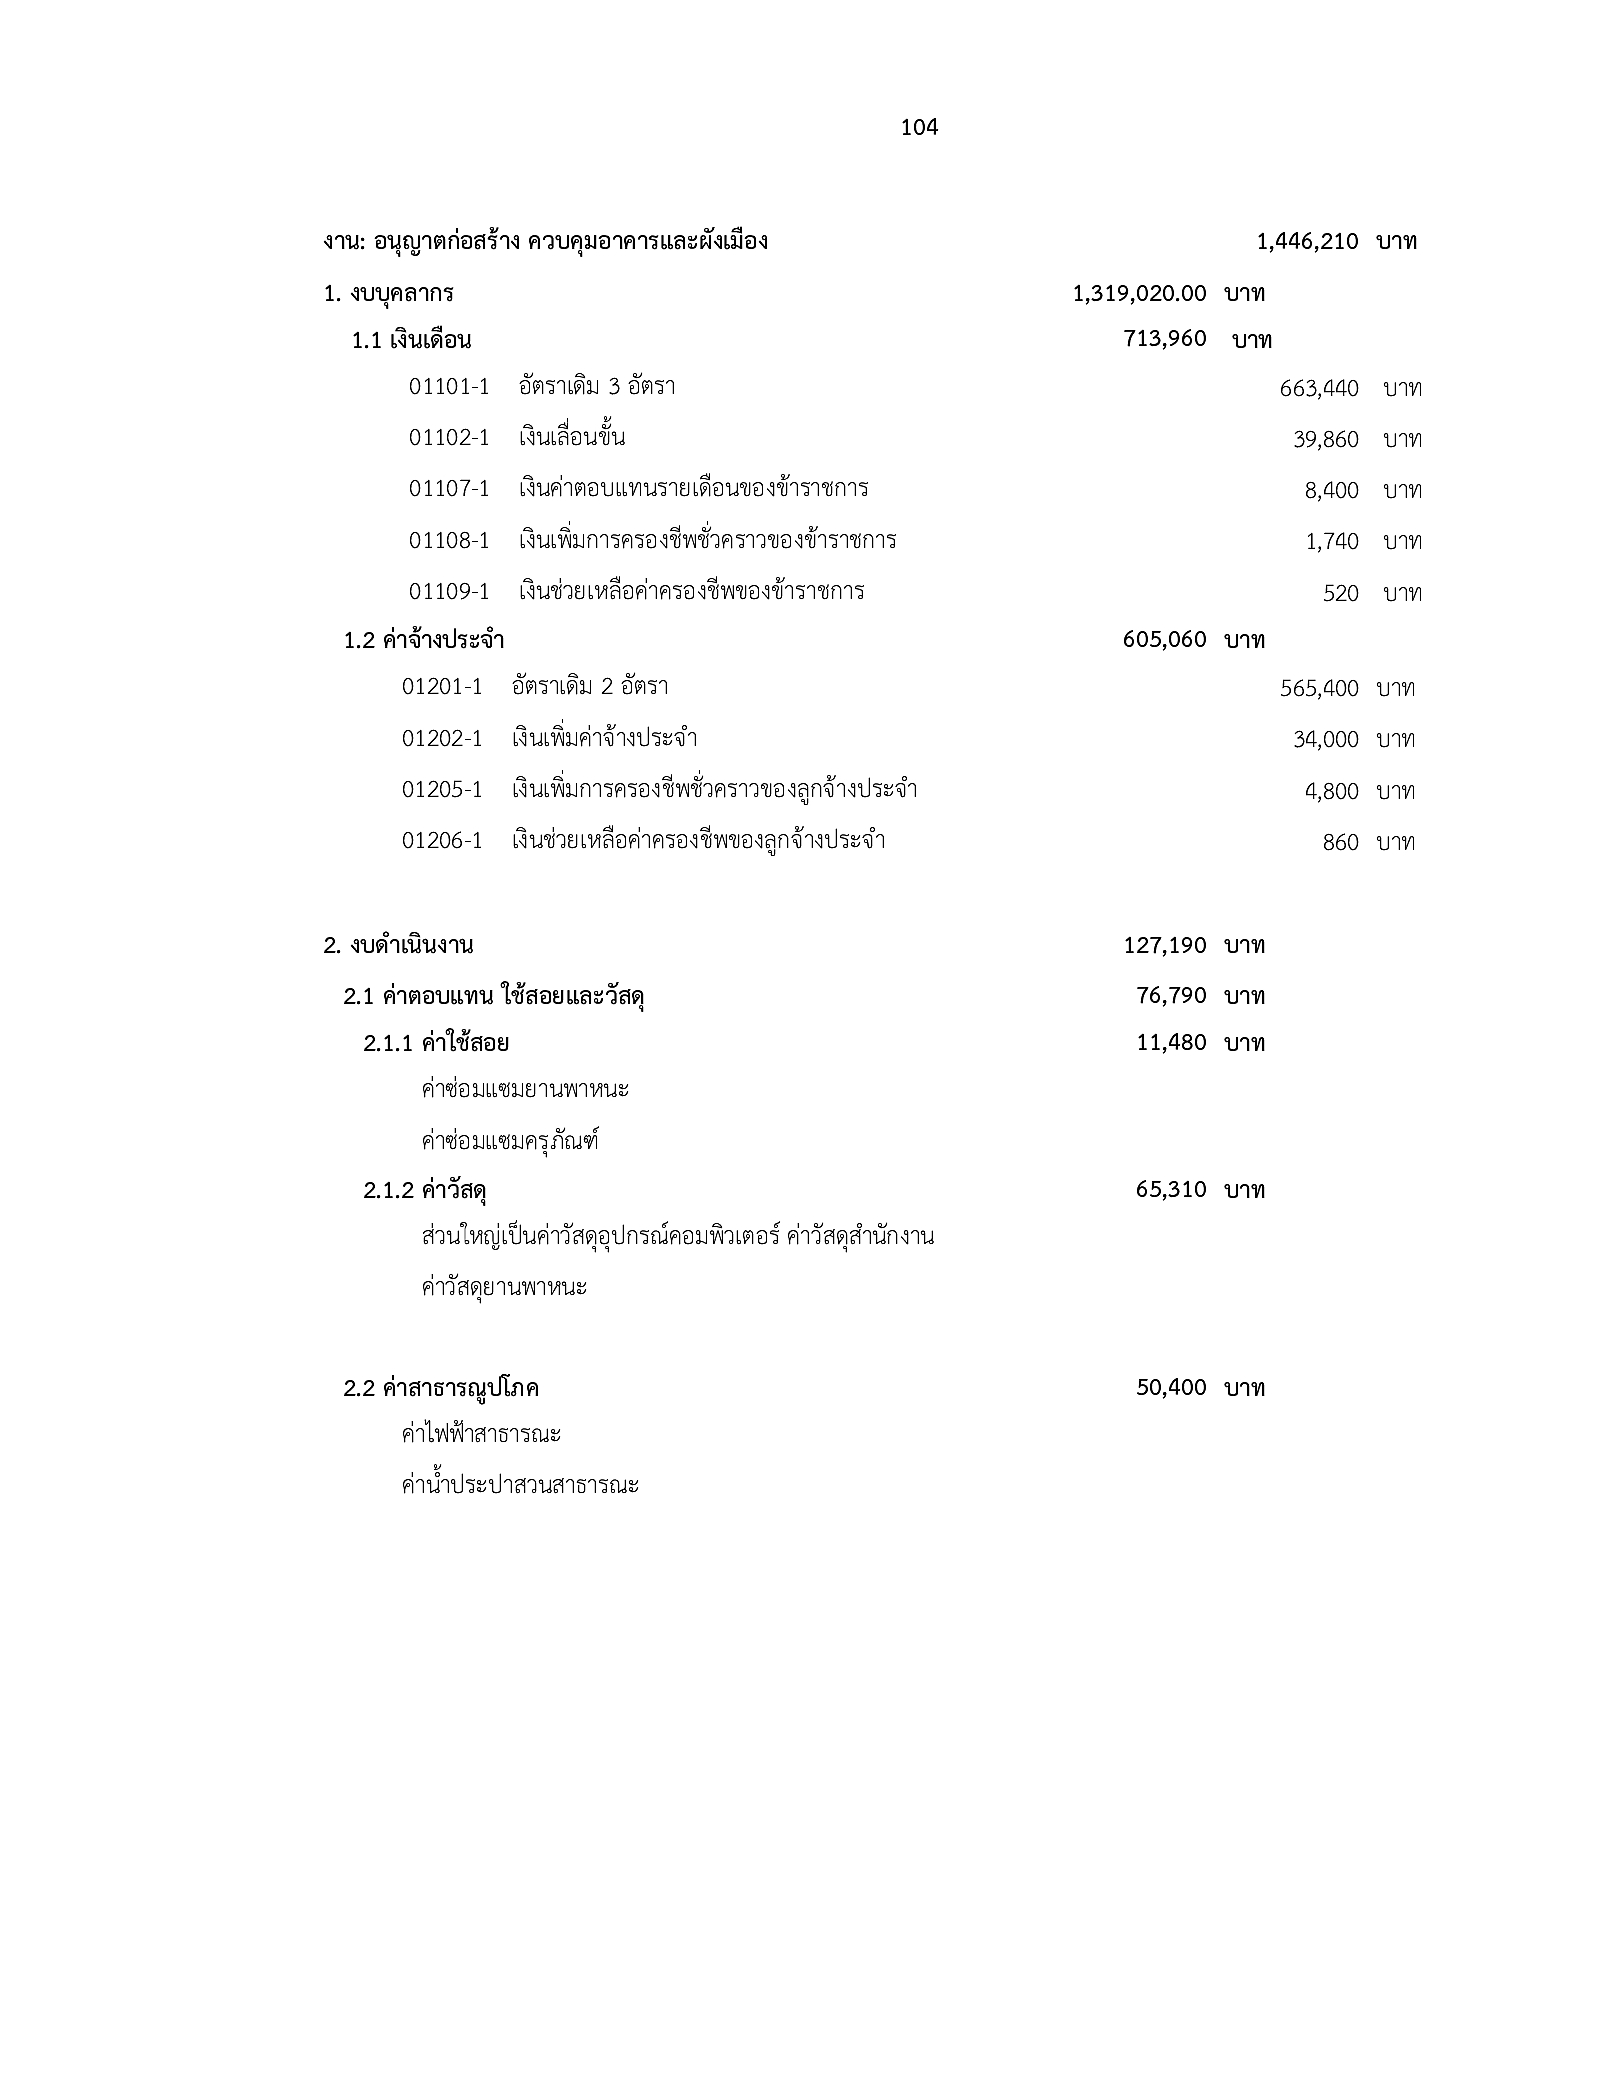 104
งาน: อนุญาตก่อสร้าง ควบคุมอาคารและผังเมือง 1,446,210 บาท
1. งบบุคลากร 1,319,020.00 บาท
1.1 เงินเดือน 713,960 บาท
01101-1 อัตราเดิม 3 อัตรา 663,440 บาท
01102-1 เงินเลื่อนขั้น 39,860 บาท
01107-1 เงินค่าตอบแทนรายเดือนของข้าราชการ 8,400 บาท
01108-1 เงินเพิ่มการครองชีพชั่วคราวของข้าราชการ 1,740 บาท
01109-1 เงินช่วยเหลือค่าครองชีพของข้าราชการ 520 บาท
1.2 ค่าจ้างประจำ 605,060 บาท
01201-1 อัตราเดิม 2 อัตรา 565,400 บาท
01202-1 เงินเพิ่มค่าจ้างประจำ 34,000 บาท
01205-1 เงินเพิ่มการครองชีพชั่วคราวของลูกจ้างประจำ 4,800 บาท
01206-1 เงินช่วยเหลือค่าครองชีพของลูกจ้างประจำ 860 บาท
2. งบดำเนินงาน 127,190 บาท
2.1 ค่าตอบแทน ใช้สอยและวัสดุ 76,790 บาท
2.1.1 ค่าใช้สอย 11,480 บาท
ค่าซ่อมแซมยานพาหนะ
ค่าซ่อมแซมครุภัณฑ์
2.1.2 ค่าวัสดุ 65,310 บาท
ส่วนใหญ่เป็นค่าวัสดุอุปกรณ์คอมพิวเตอร์ ค่าวัสดุสำนักงาน
ค่าวัสดุยานพาหนะ
2.2 ค่าสาธารณูปโภค 50,400 บาท
ค่าไฟฟ้าสาธารณะ
ค่าน้ำประปาสวนสาธารณะ